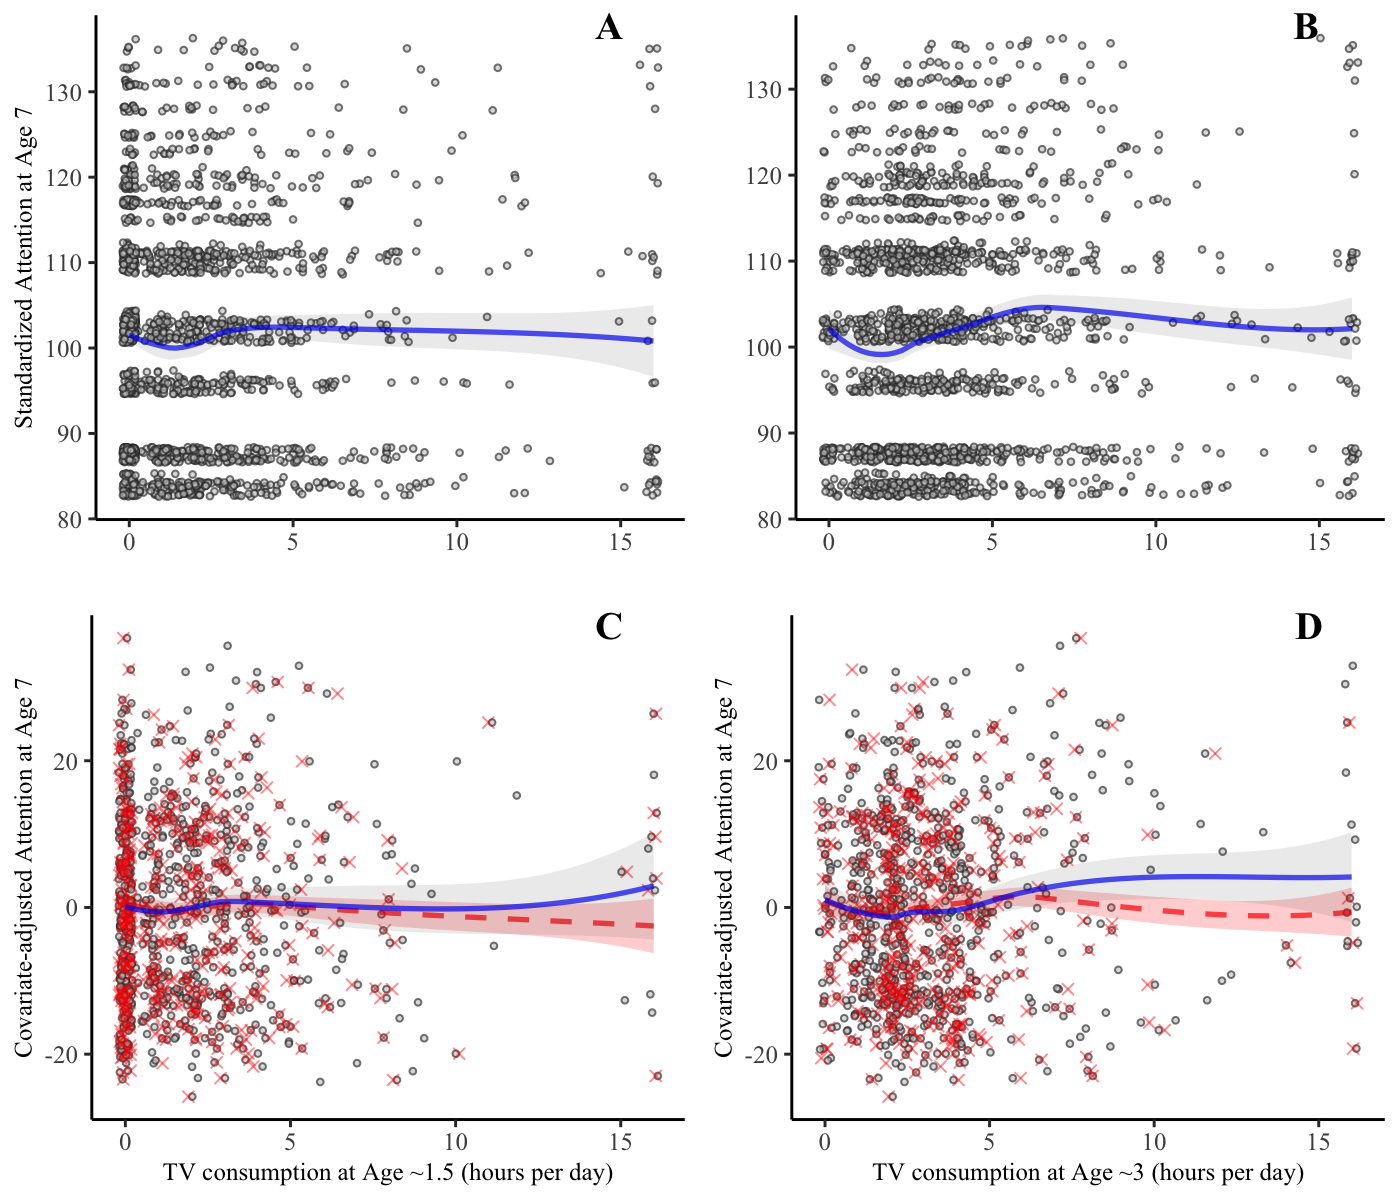 A
B
Standardized Attention at Age 7
130
120
110
100
90
80
0 5 10 15
130
120
110
100
90
80
0 5 10 15
C
D
Covariate-adjusted Attention at Age 7
20
0
-20
0 5 10 15
TV consumption at Age ~1.5 (hours per day)
Covariate-adjusted Attention at Age 7
20
0
-20
0 5 10 15
TV consumption at Age ~3 (hours per day)